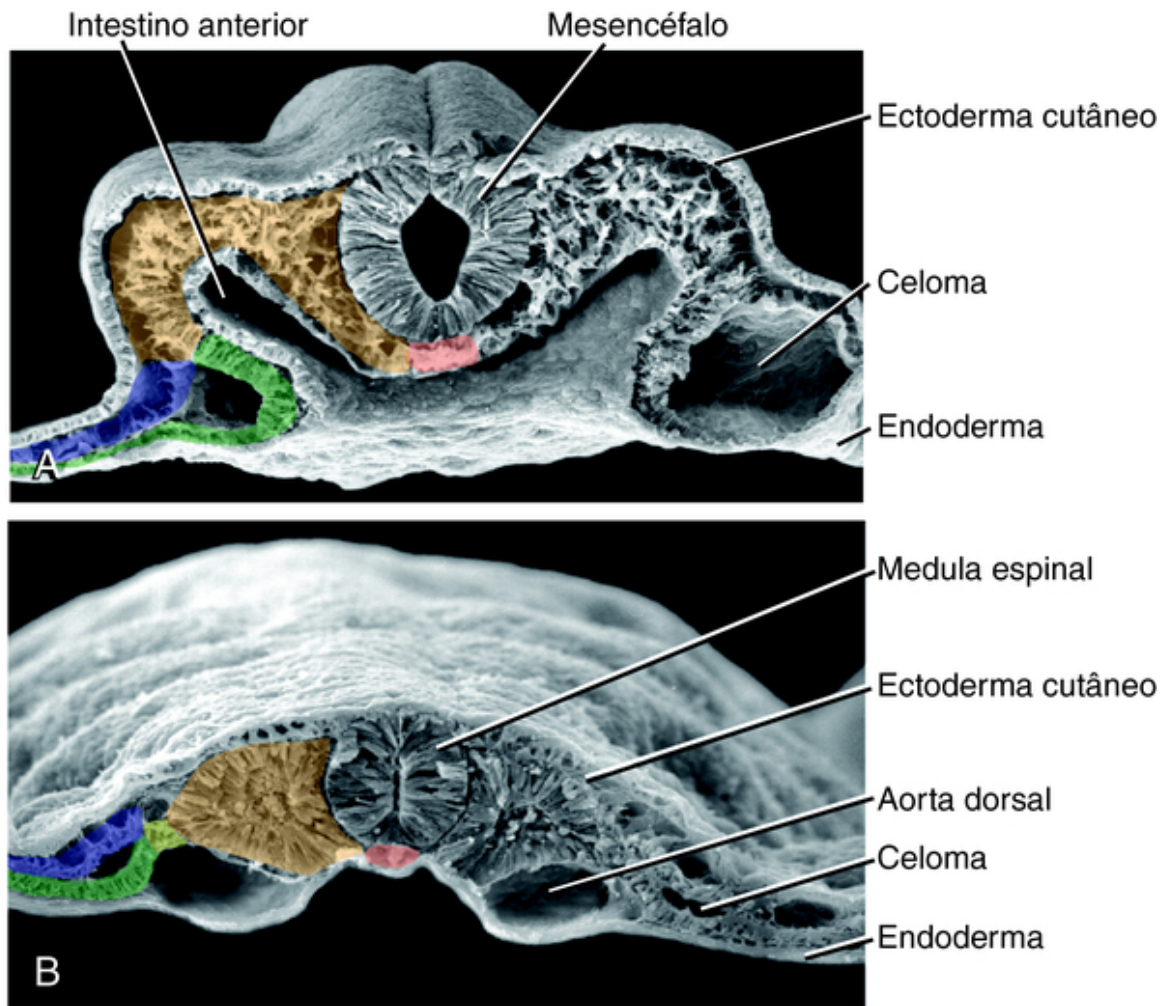 Intestino anterior
Mesencéfalo
Ectoderma cutâneo
Celoma
Endoderma
A
Medula espinal
Ectoderma cutâneo
Aorta dorsal
Celoma
Endoderma
B